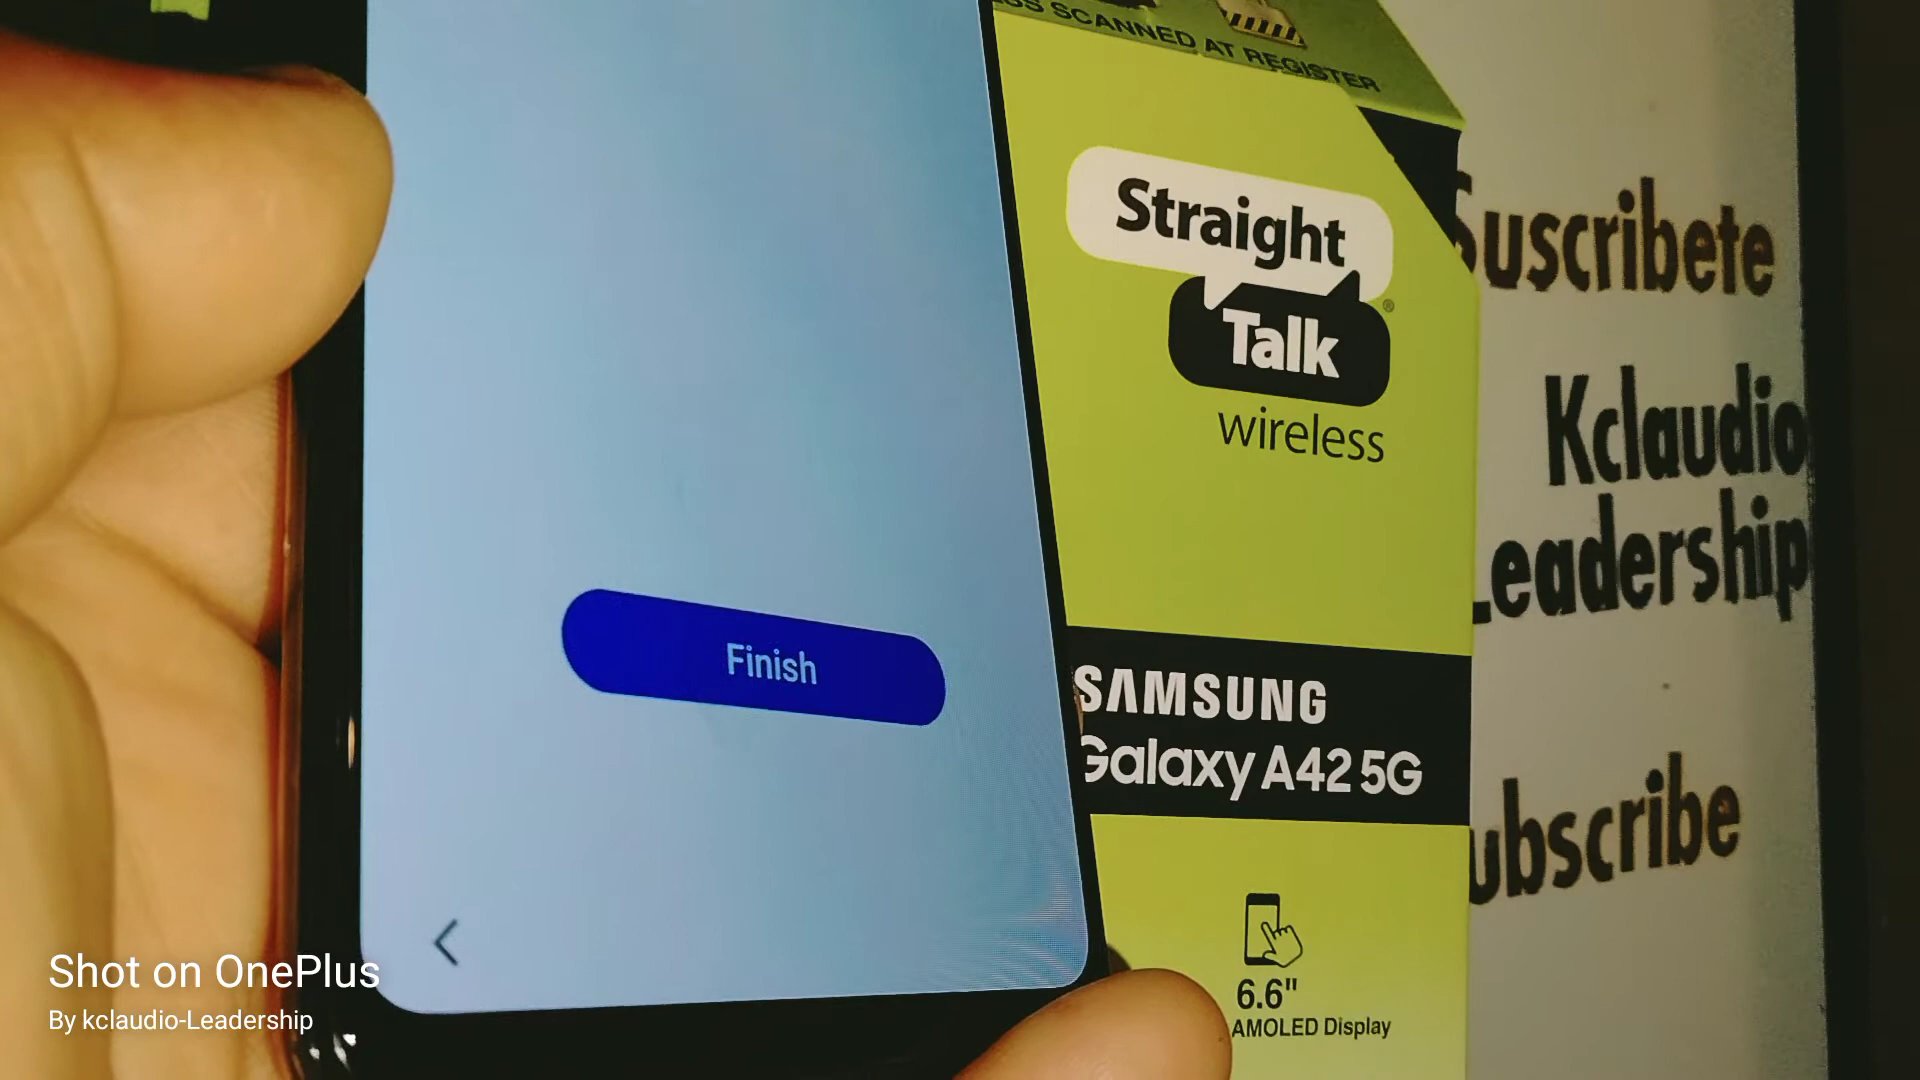 SCANNED AT REGISTER
Straight
Talk
®
wireless
SAMSUNG
Galaxy A42 5G
6.6"
AMOLED Display
Finish
Suscribete
Kclaudio
Leadership
ubscribe
Shot on OnePlus
By kclaudio-Leadership